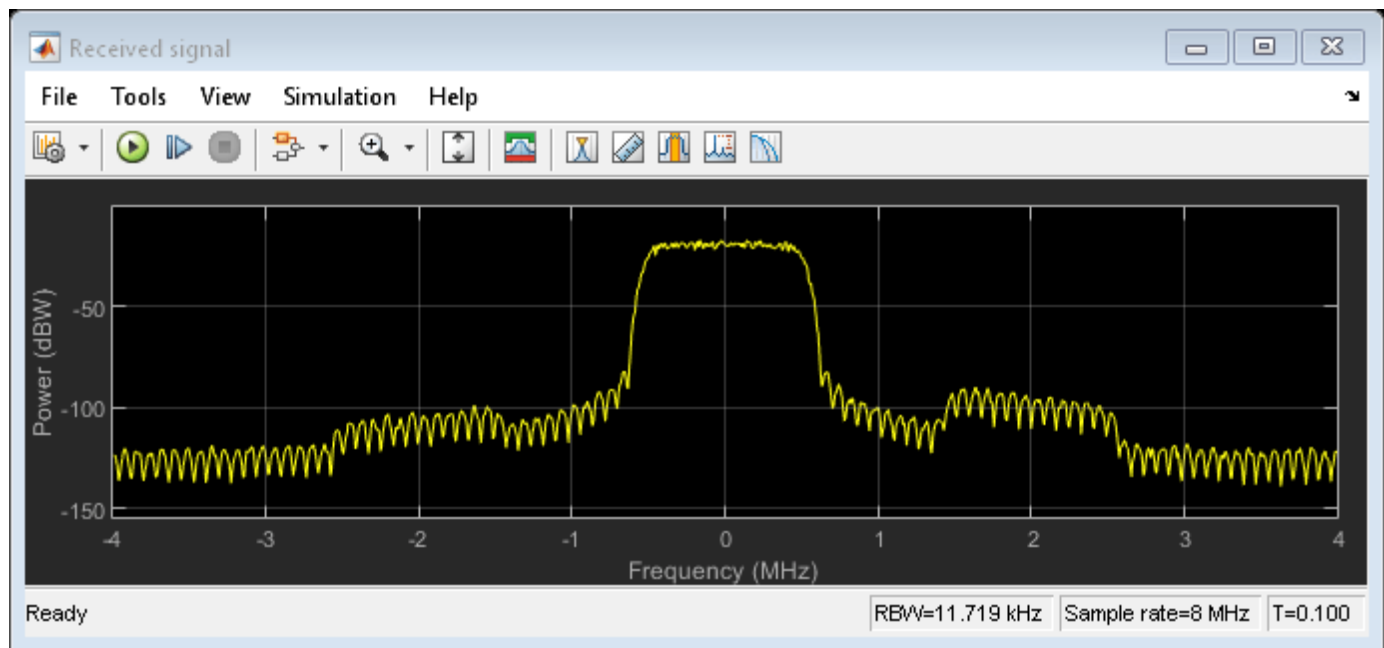 Received signal
File Tools View Simulation Help
Power (dBW)
-50
-100
-150
-4 -3 -2 -1 0 1 2 3 4
Frequency (MHz)
Ready RBW=11.719 kHz Sample rate=8 MHz T=0.100